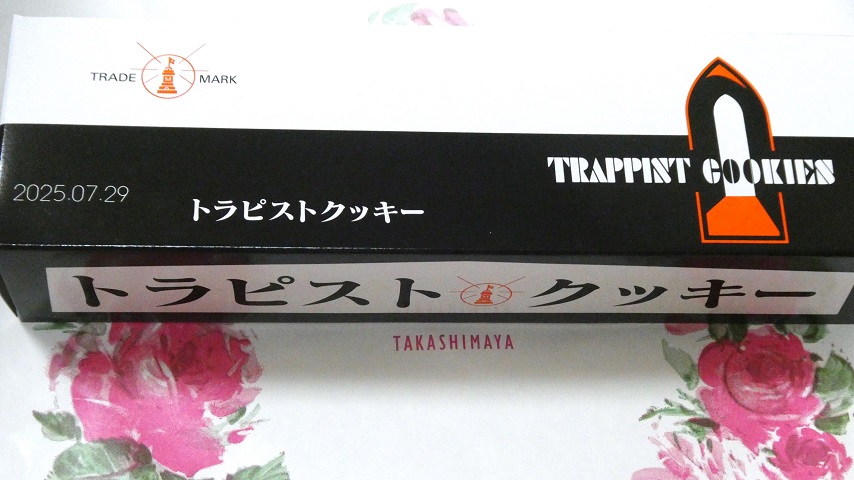 TRADE MARK
TRAPPIST COOKIES
2025.07.29
トラピストクッキー
トラピスト クッキー
TAKASHIMAYA